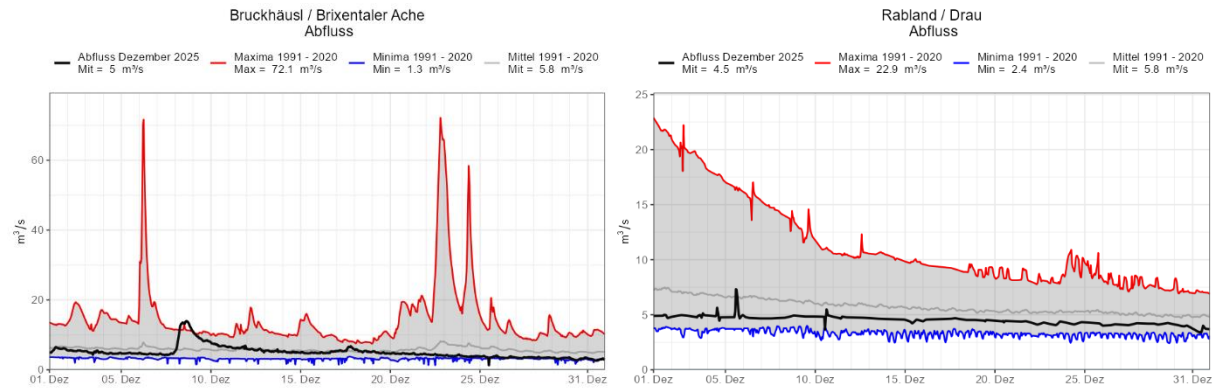 Bruckhäusl / Brixentaler Ache
Abfluss
Abfluss Dezember 2025
Mit = 5 m³/s
Maxima 1991 - 2020
Max = 72.1 m³/s
Minima 1991 - 2020
Min = 1.3 m³/s
Mittel 1991 - 2020
Mit = 5.8 m³/s
m³/s
60
40
20
0
01. Dez
05. Dez
10. Dez
15. Dez
20. Dez
25. Dez
31. Dez
Rabland / Drau
Abfluss
Abfluss Dezember 2025
Mit = 4.5 m³/s
Maxima 1991 - 2020
Max = 22.9 m³/s
Minima 1991 - 2020
Min = 2.4 m³/s
Mittel 1991 - 2020
Mit = 5.8 m³/s
m³/s
25
20
15
10
5
0
01. Dez
05. Dez
10. Dez
15. Dez
20. Dez
25. Dez
31. Dez